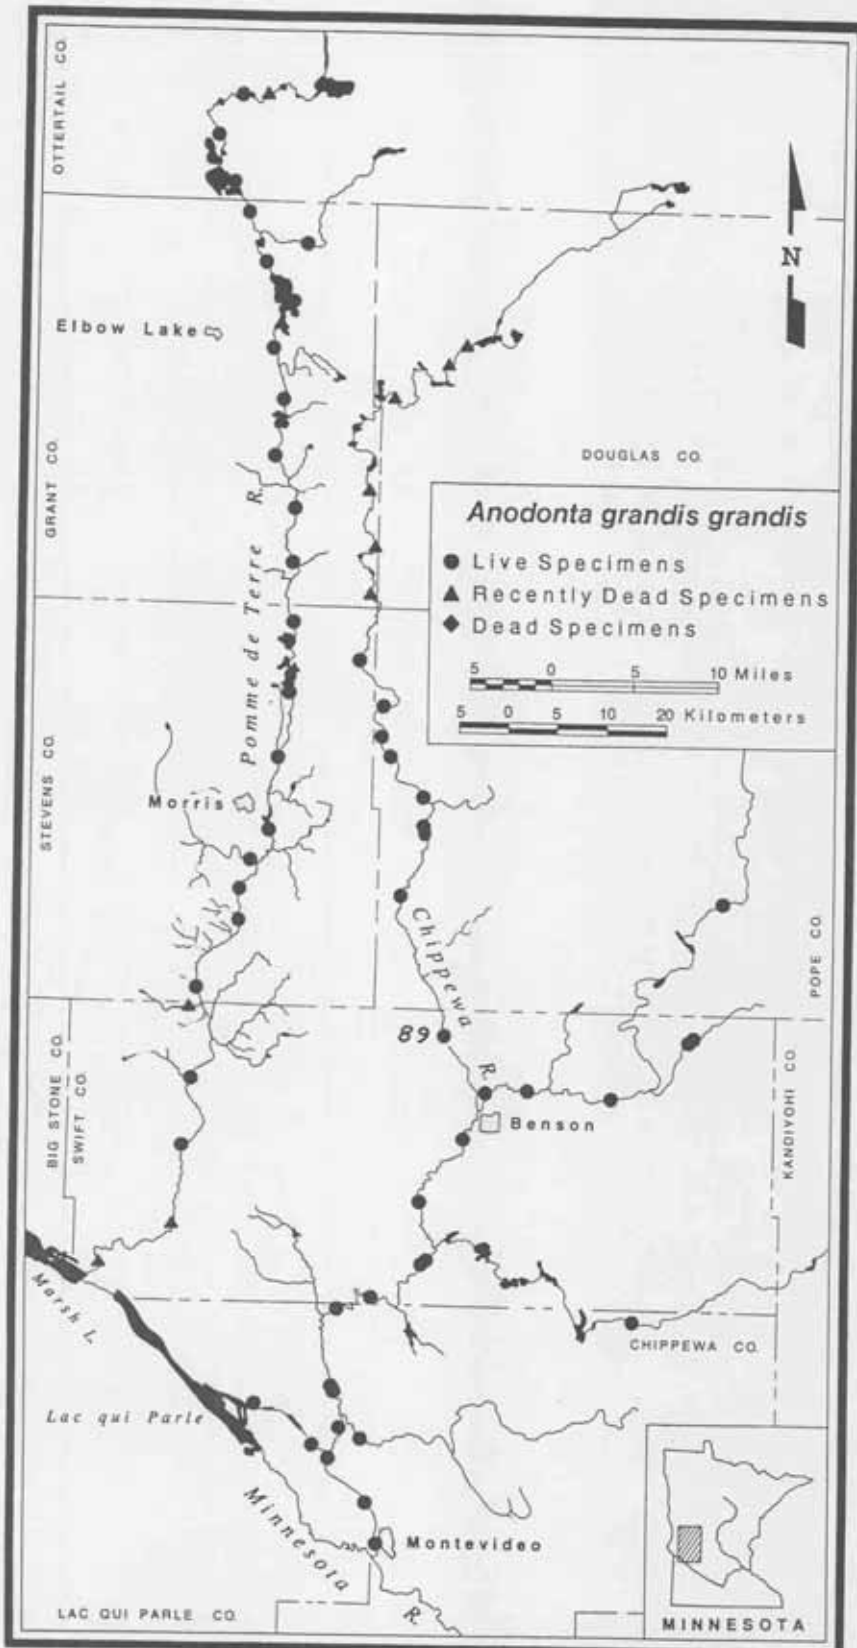 OTTERTAIL CO.
N
Elbow Lake
GRANT CO.
DOUGLAS CO.
Anodonta grandis grandis
Live Specimens
Recently Dead Specimens
Dead Specimens
5 0 5 10 Miles
5 0 5 10 20 Kilometers
Pomme de Terre R.
STEVENS CO.
Morris
Chippewa R.
POPE CO.
89
BIG STONE CO.
SWIFT CO.
Benson
KANDIYOHI CO.
Marsh L.
CHIPPEWA CO.
Lac qui Parle
Minnesota R.
Montevideo
LAC QUI PARLE CO.
MINNESOTA